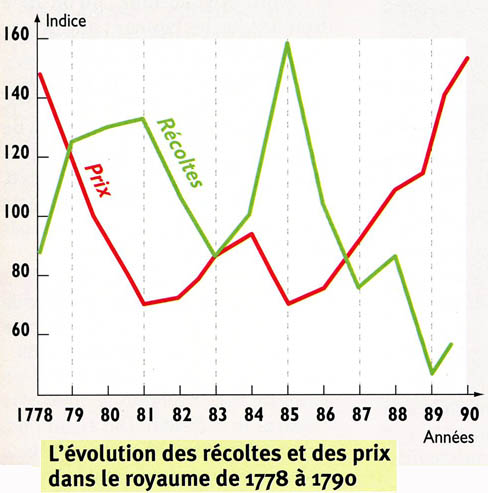 Indice
160
140
120
100
80
60
Prix
Récoltes
1778 79 80 81 82 83 84 85 86 87 88 89 90
Années
L'évolution des récoltes et des prix
dans le royaume de 1778 à 1790